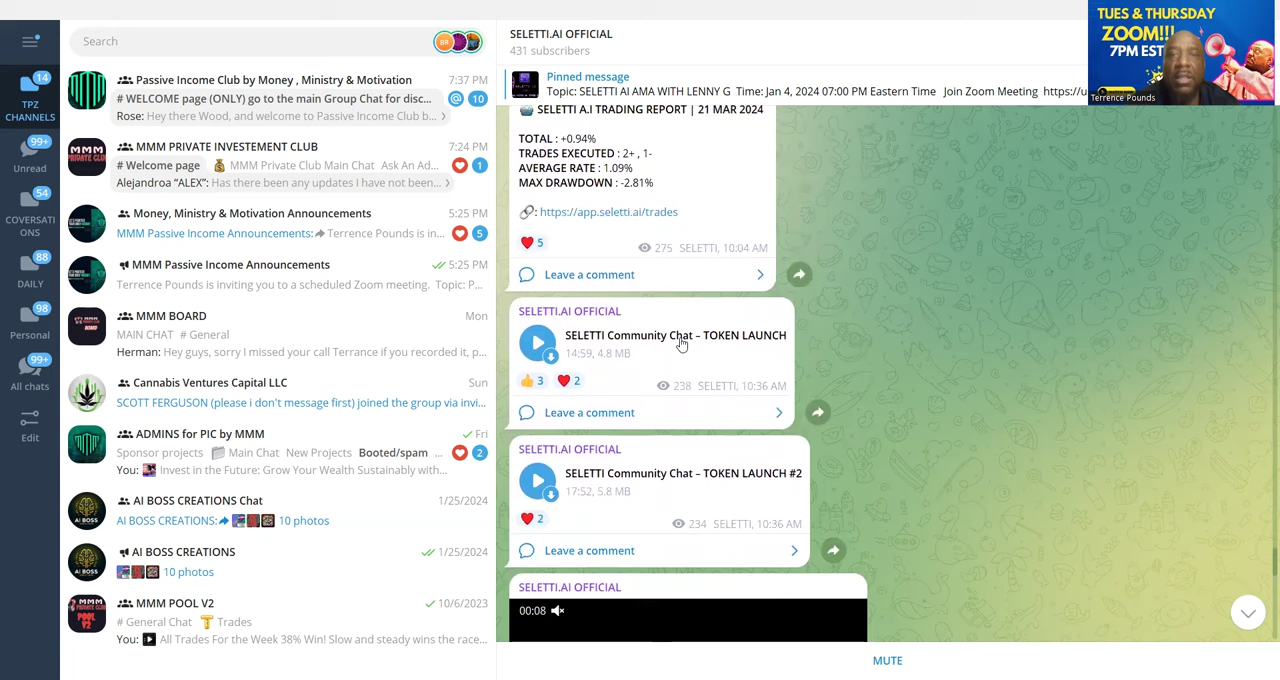 Search
BR
14
TPZ
CHANNELS
99+
Unread
54
COVERSATI
ONS
88
DAILY
98
Personal
99+
All chats
Edit
Passive Income Club by Money , Ministry & Motivation
7:37 PM
# WELCOME page (ONLY) go to the main Group Chat for disc...
@ 10
Rose: Hey there Wood, and welcome to Passive Income Club b...
MMM PRIVATE INVESTEMENT CLUB
7:24 PM
# Welcome page 💰 MMM Private Club Main Chat Ask An Ad...
1
Alejandroa “ALEX”: Has there been any updates I have not been...
Money, Ministry & Motivation Announcements
5:25 PM
MMM Passive Income Announcements: Terrence Pounds is in...
5
MMM Passive Income Announcements
5:25 PM
Terrence Pounds is inviting you to a scheduled Zoom meeting. Topic: P...
MMM BOARD
Mon
MAIN CHAT # General
Herman: Hey guys, sorry I missed your call Terrance if you recorded it, p...
Cannabis Ventures Capital LLC
Sun
SCOTT FERGUSON (please i don't message first) joined the group via invi...
ADMINS for PIC by MMM
Fri
Sponsor projects Main Chat New Projects Booted/spam ...
2
You: Invest in the Future: Grow Your Wealth Sustainably with...
AI BOSS CREATIONS Chat
1/25/2024
AI BOSS CREATIONS: 10 photos
AI BOSS CREATIONS
1/25/2024
10 photos
MMM POOL V2
10/6/2023
# General Chat Trades
You: All Trades For the Week 38% Win! Slow and steady wins the race...
SELETTI.AI OFFICIAL
431 subscribers
Pinned message
Topic: SELETTI AI AMA WITH LENNY G Time: Jan 4, 2024 07:00 PM Eastern Time Join Zoom Meeting https://u
SELETTI A.I TRADING REPORT | 21 MAR 2024
TOTAL : +0.94%
TRADES EXECUTED : 2+ , 1-
AVERAGE RATE : 1.09%
MAX DRAWDOWN : -2.81%
🔗: https://app.seletti.ai/trades
❤️ 5
275 SELETTI, 10:04 AM
Leave a comment
SELETTI.AI OFFICIAL
SELETTI Community Chat – TOKEN LAUNCH
14:59, 4.8 MB
👍 3 ❤️ 2
238 SELETTI, 10:36 AM
Leave a comment
SELETTI.AI OFFICIAL
SELETTI Community Chat – TOKEN LAUNCH #2
17:52, 5.8 MB
❤️ 2
234 SELETTI, 10:36 AM
Leave a comment
SELETTI.AI OFFICIAL
00:08
MUTE
TUES & THURSDAY
ZOOM!!!
7PM EST
Terrence Pounds